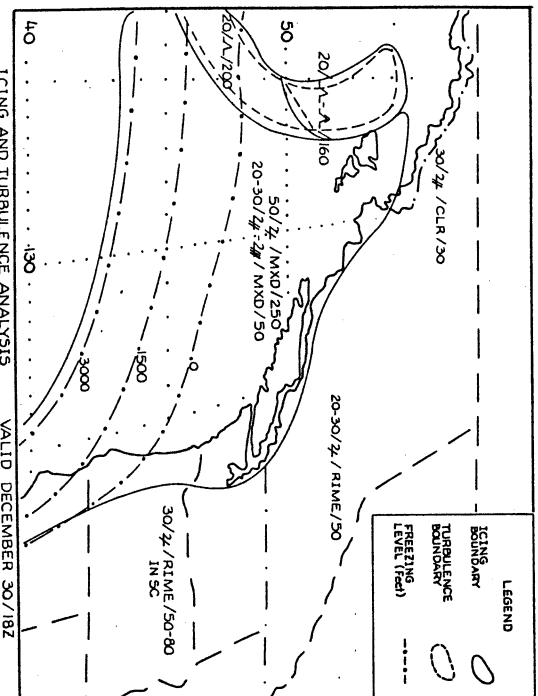 LEGEND
ICING
BOUNDARY
TURBULENCE
BOUNDARY
FREEZING
LEVEL (Feet)
30/ /CLR/30
20-30/ /RIME/50
20/ /160
50
50/ /MXD/250
20-30/ /MXD/50
20/ /200
30/ /RIME/50-80
IN SC
0
1500
3000
40
130
ICING AND TURBULENCE ANALYSIS VALID DECEMBER 30/18Z